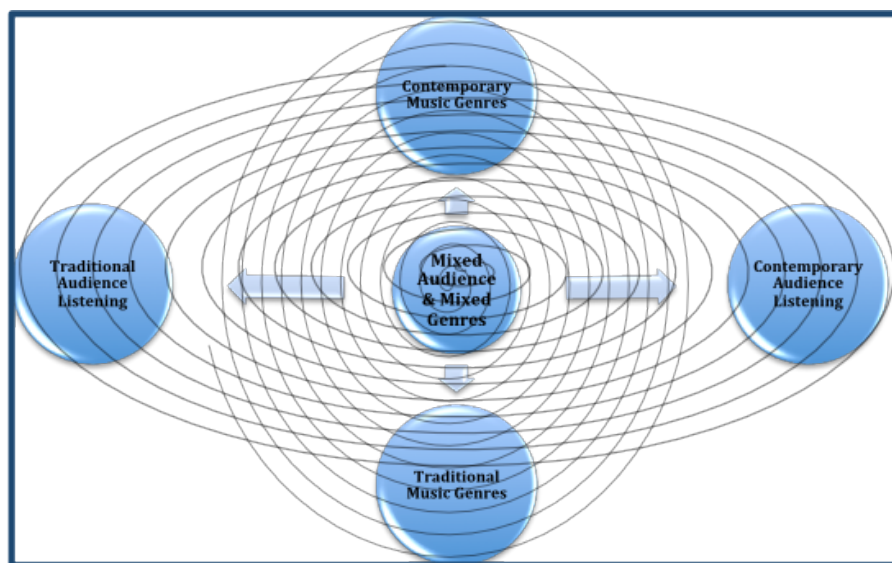 Contemporary
Music Genres
Traditional
Audience
Listening
Mixed
Audience
& Mixed
Genres
Contemporary
Audience
Listening
Traditional
Music Genres